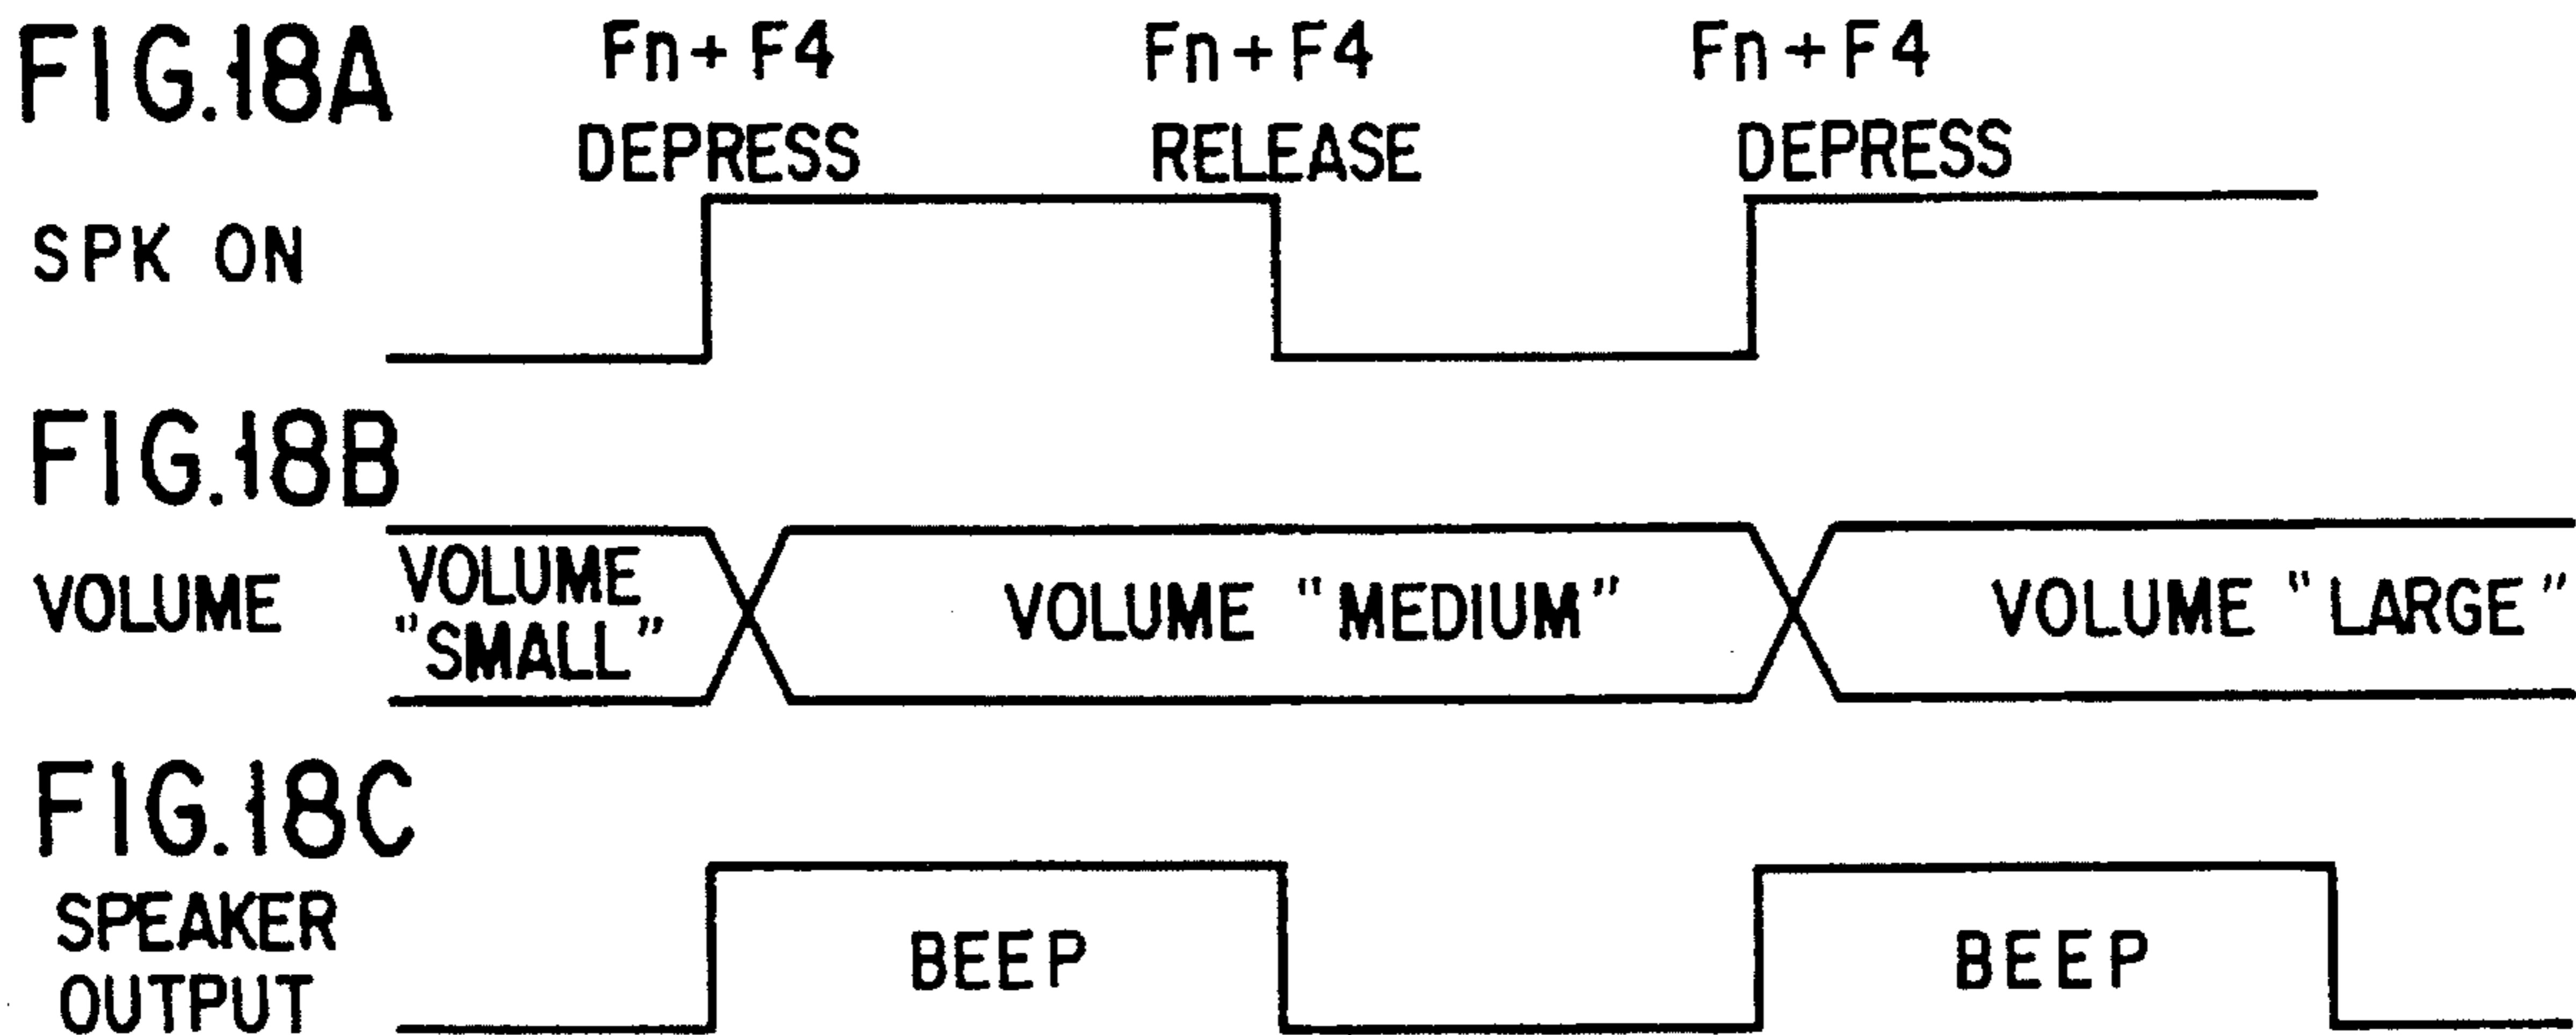 FIG.18A
Fn+F4 Fn+F4 Fn+F4
DEPRESS RELEASE DEPRESS
SPK ON
FIG.18B
VOLUME
VOLUME
"SMALL"
VOLUME "MEDIUM"
VOLUME "LARGE"
FIG.18C
SPEAKER
OUTPUT
BEEP
BEEP